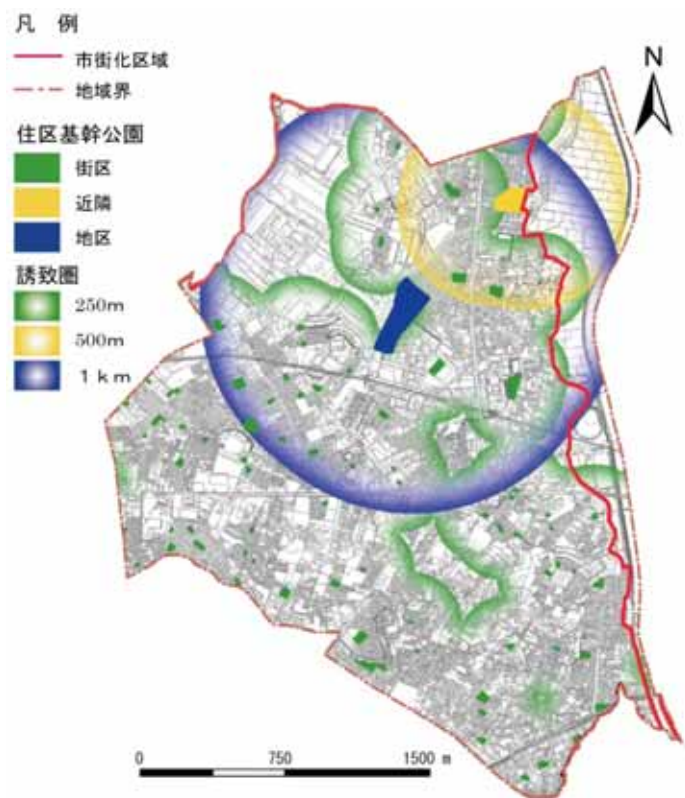 凡 例
市街化区域
地域界
住区基幹公園
街区
近隣
地区
誘致圏
250m
500m
1km
N
0 750 1500 m